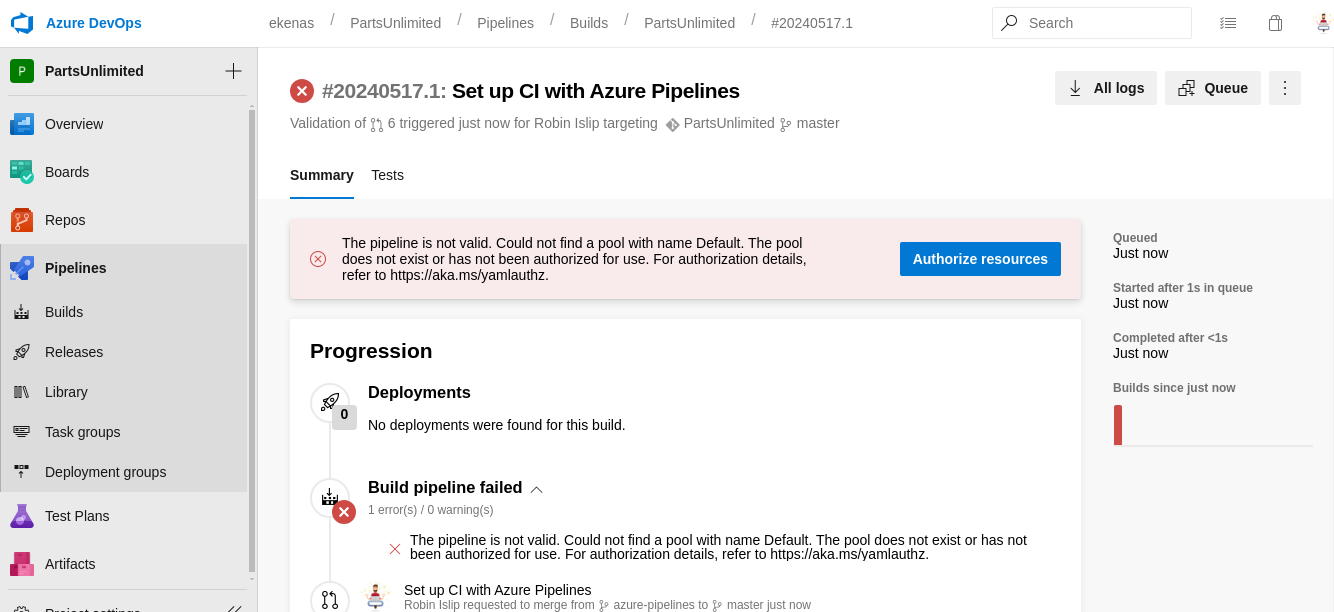 Azure DevOps
ekenas / PartsUnlimited / Pipelines / Builds / PartsUnlimited / #20240517.1
Search
P PartsUnlimited
Overview
Boards
Repos
Pipelines
Builds
Releases
Library
Task groups
Deployment groups
Test Plans
Artifacts
Project settings
#20240517.1: Set up CI with Azure Pipelines
Validation of 6 triggered just now for Robin Islip targeting PartsUnlimited master
All logs
Queue
Summary Tests
The pipeline is not valid. Could not find a pool with name Default. The pool
does not exist or has not been authorized for use. For authorization details,
refer to https://aka.ms/yamlauthz.
Authorize resources
Progression
Deployments
0
No deployments were found for this build.
Build pipeline failed
1 error(s) / 0 warning(s)
The pipeline is not valid. Could not find a pool with name Default. The pool does not exist or has not
been authorized for use. For authorization details, refer to https://aka.ms/yamlauthz.
Set up CI with Azure Pipelines
Robin Islip requested to merge from azure-pipelines to master just now
Queued
Just now
Started after 1s in queue
Just now
Completed after <1s
Just now
Builds since just now